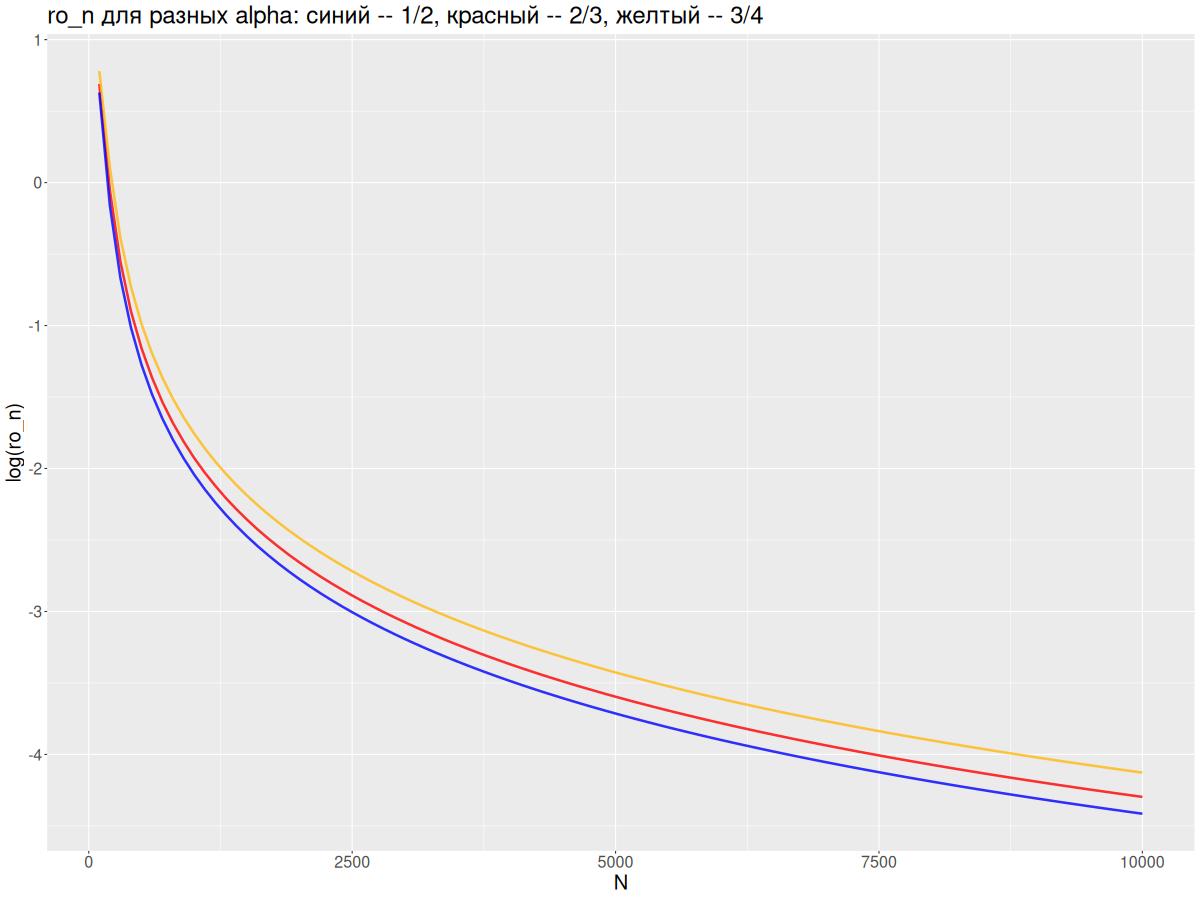 ro_n для разных alpha: синий -- 1/2, красный -- 2/3, желтый -- 3/4
1
0
-1
-2
-3
-4
log(ro_n)
0 2500 5000 7500 10000
N